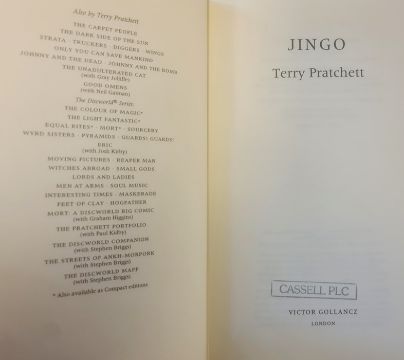 Also by Terry Pratchett
THE CARPET PEOPLE
THE DARK SIDE OF THE SUN
STRATA · TRUCKERS · DIGGERS · WINGS
ONLY YOU CAN SAVE MANKIND
JOHNNY AND THE DEAD · JOHNNY AND THE BOMB
THE UNADULTERATED CAT
(with Gray Jolliffe)
GOOD OMENS
(with Neil Gaiman)
The Discworld® Series
THE COLOUR OF MAGIC*
THE LIGHT FANTASTIC*
EQUAL RITES* · MORT* · SOURCERY
WYRD SISTERS · PYRAMIDS · GUARDS! GUARDS!
ERIC
(with Josh Kirby)
MOVING PICTURES · REAPER MAN
WITCHES ABROAD · SMALL GODS
LORDS AND LADIES
MEN AT ARMS · SOUL MUSIC
INTERESTING TIMES · MASKERADE
FEET OF CLAY · HOGFATHER
MORT: A DISCWORLD BIG COMIC
(with Graham Higgins)
THE PRATCHETT PORTFOLIO
(with Paul Kidby)
THE DISCWORLD COMPANION
(with Stephen Briggs)
THE STREETS OF ANKH-MORPORK
(with Stephen Briggs)
THE DISCWORLD MAPP
(with Stephen Briggs)
* Also available as Compact editions
JINGO
Terry Pratchett
CASSELL PLC
VICTOR GOLLANCZ
LONDON